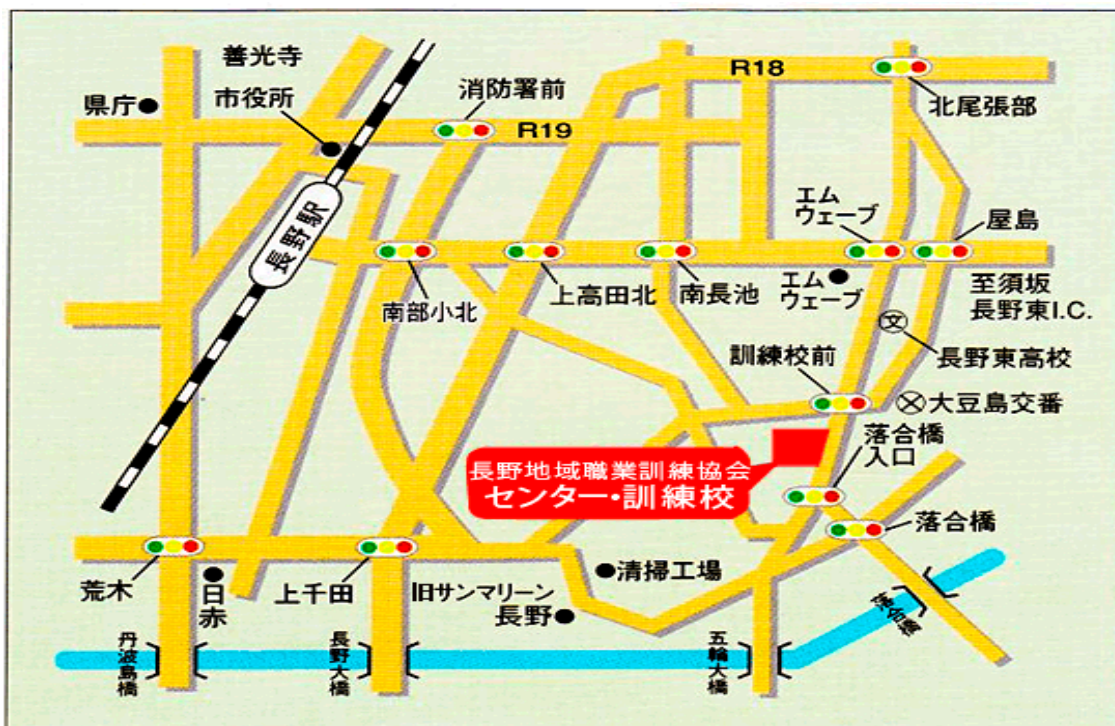 善光寺
県庁
市役所
消防署前
R18
R19
北尾張部
長野駅
エム
ウェーブ
屋島
南部小北
上高田北
南長池
エム
ウェーブ
至須坂
長野東I.C.
文
長野東高校
訓練校前
大豆島交番
落合橋
入口
長野地域職業訓練協会
センター・訓練校
落合橋
荒木
日
赤
上千田
旧サンマリーン
長野
清掃工場
丹波島橋
長野大橋
五輪大橋
落合橋